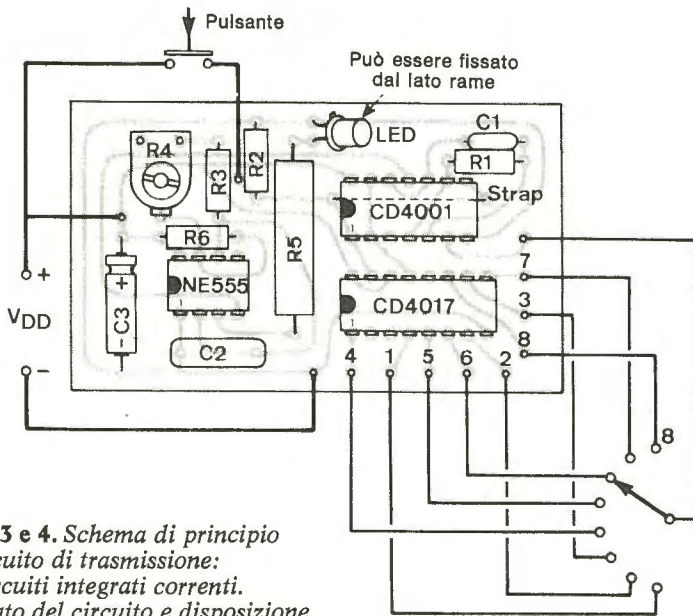 Pulsante
Può essere fissato
dal lato rame
LED
C1
R1
R4
R3
R2
Strap
CD4001
R5
R6
7
+
NE555
CD4017
3
VDD
+
C3
-
8
C2
-
4 1 5 6 2
8
3 e 4. Schema di principio
cuito di trasmissione:
rcuiti integrati correnti.
ato del circuito e disposizione